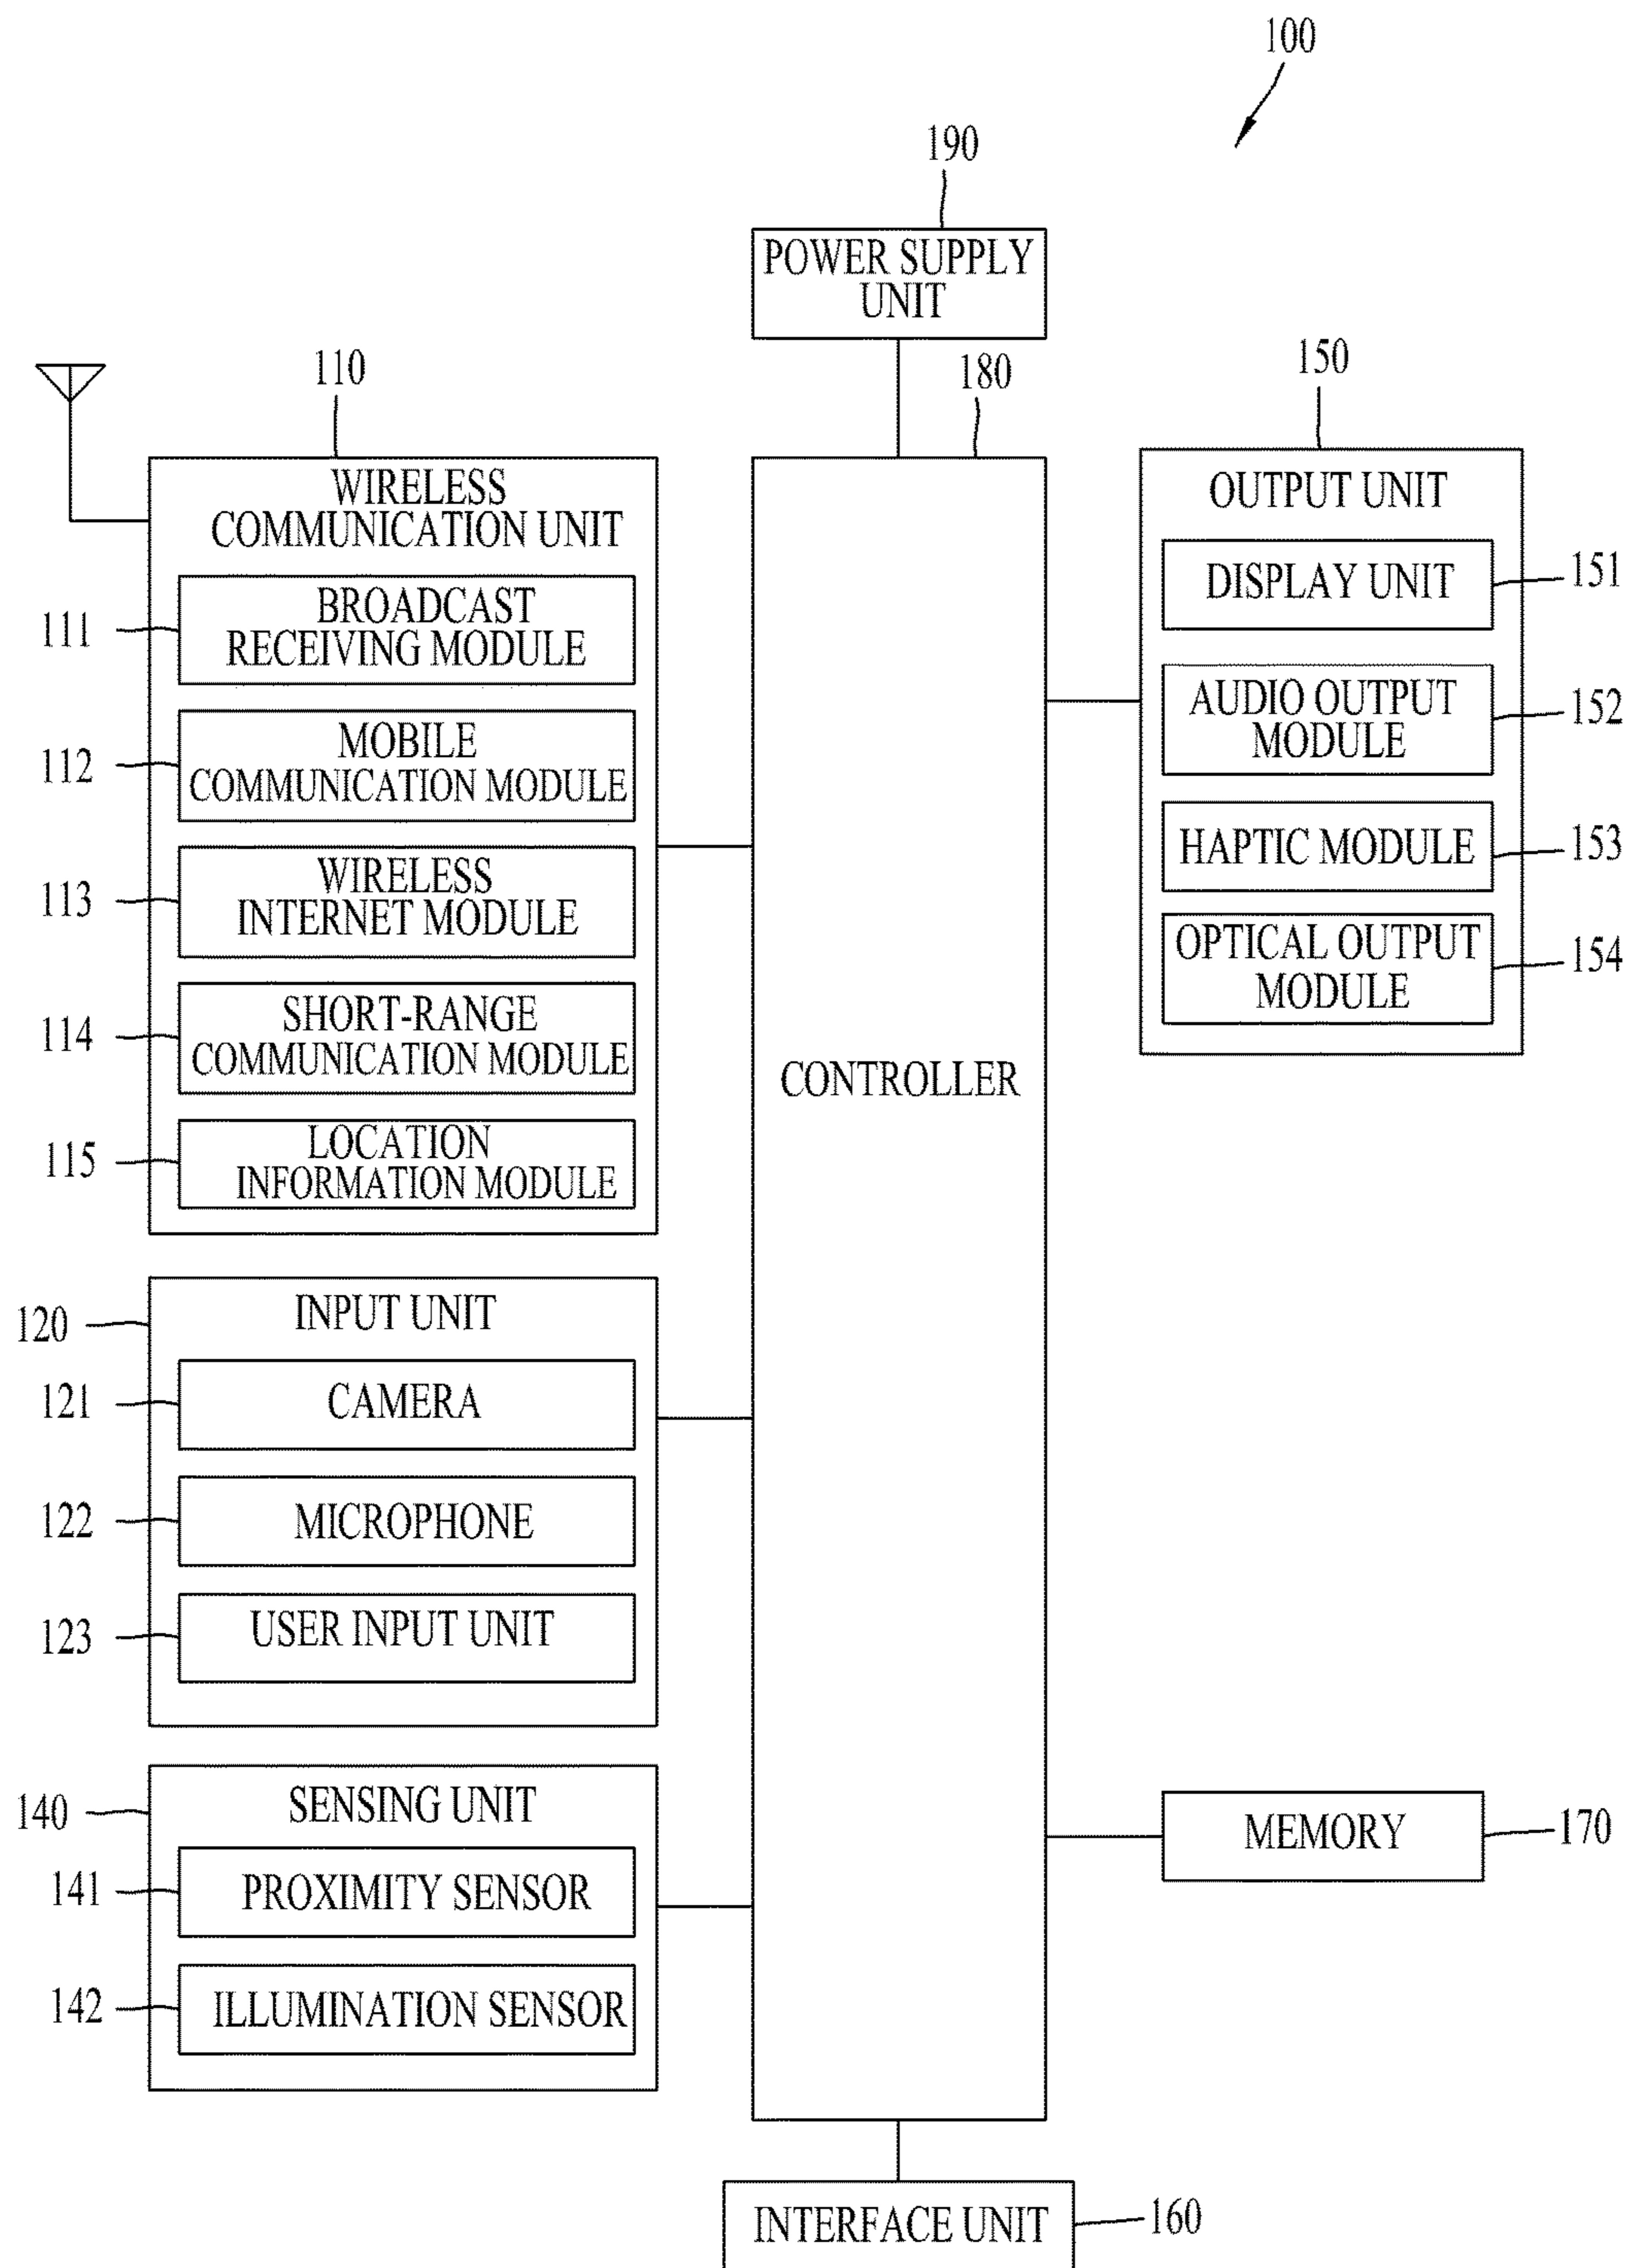 100
190
POWER SUPPLY
UNIT
110
180
150
WIRELESS
COMMUNICATION UNIT
111
BROADCAST
RECEIVING MODULE
112
MOBILE
COMMUNICATION MODULE
113
WIRELESS
INTERNET MODULE
114
SHORT-RANGE
COMMUNICATION MODULE
115
LOCATION
INFORMATION MODULE
120
INPUT UNIT
121
CAMERA
122
MICROPHONE
123
USER INPUT UNIT
140
SENSING UNIT
141
PROXIMITY SENSOR
142
ILLUMINATION SENSOR
CONTROLLER
OUTPUT UNIT
DISPLAY UNIT
151
AUDIO OUTPUT
MODULE
152
HAPTIC MODULE
153
OPTICAL OUTPUT
MODULE
154
MEMORY
170
INTERFACE UNIT
160